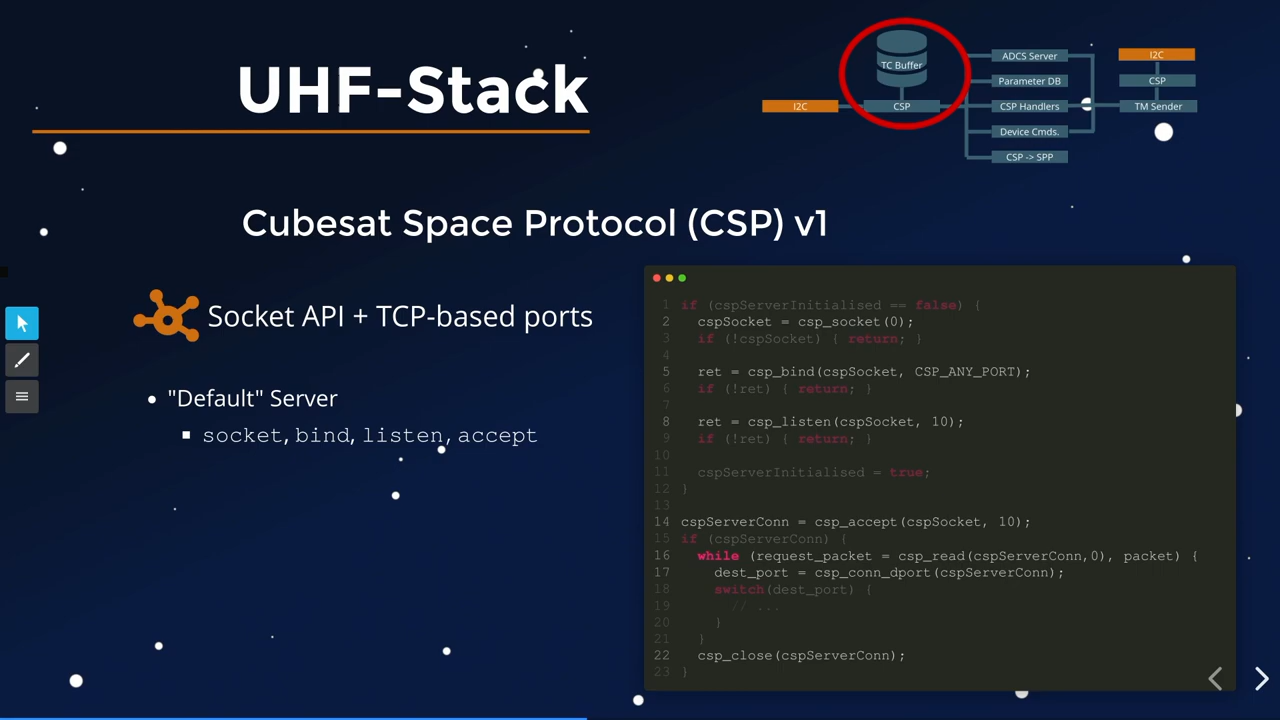 UHF-Stack
TC Buffer
I2C
CSP
ADCS Server
Parameter DB
CSP Handlers
Device Cmds.
CSP -> SPP
I2C
CSP
TM Sender
Cubesat Space Protocol (CSP) v1
Socket API + TCP-based ports
"Default" Server
socket, bind, listen, accept
1 if (cspServerInitialised == false) {
2 cspSocket = csp_socket(0);
3 if (!cspSocket) { return; }
4
5 ret = csp_bind(cspSocket, CSP_ANY_PORT);
6 if (!ret) { return; }
7
8 ret = csp_listen(cspSocket, 10);
9 if (!ret) { return; }
10
11 cspServerInitialised = true;
12 }
13
14 cspServerConn = csp_accept(cspSocket, 10);
15 if (cspServerConn) {
16 while (request_packet = csp_read(cspServerConn,0), packet) {
17 dest_port = csp_conn_dport(cspServerConn);
18 switch(dest_port) {
19 // ...
20 }
21 }
22 csp_close(cspServerConn);
23 }